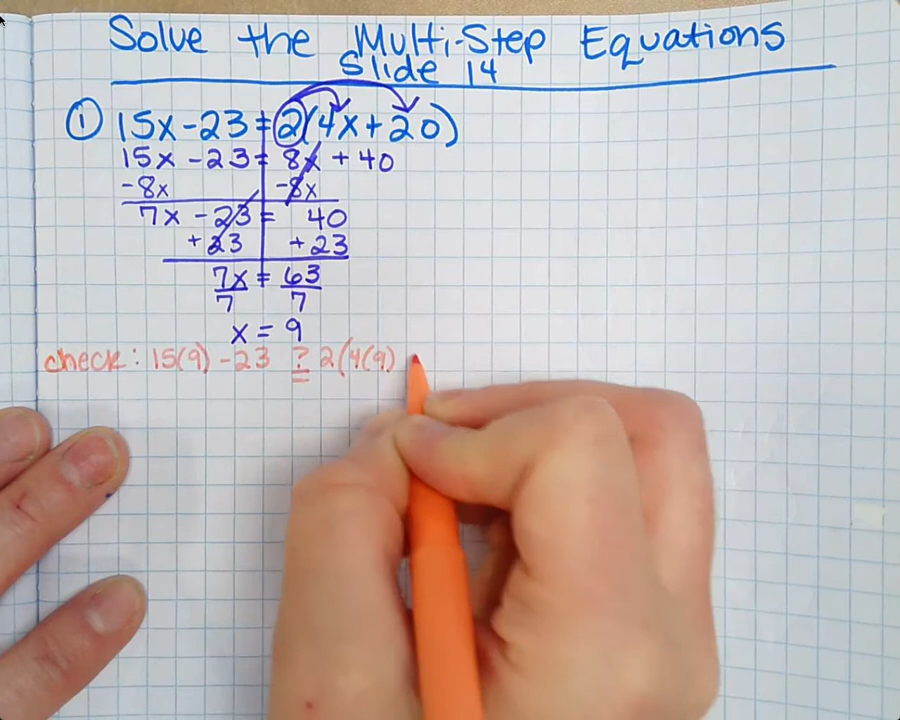 Solve the Multi-Step Equations
Slide 14
① 15x-23 = 2(4x+20)
15x -23 = 8x + 40
-8x -8x
7x -23 = 40
+23 +23
7x = 63
7 7
x = 9
check: 15(9) -23 ≟ 2(4(9)